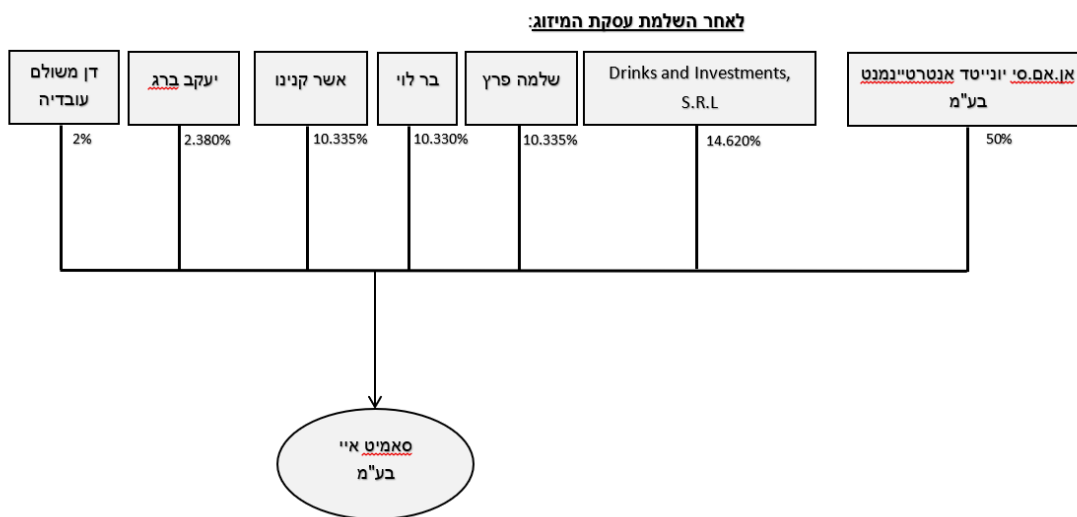 לאחר השלמת עסקת המיזוג:
אן.אם.סי יונייטד אנטרטיינמנט
בע"מ
50%
Drinks and Investments,
S.R.L
14.620%
שלמה פרץ
10.335%
בר לוי
10.330%
אשר קנינו
10.335%
יעקב ברג
2.380%
דן משולם
עובדיה
2%
סאמיט איי
בע"מ